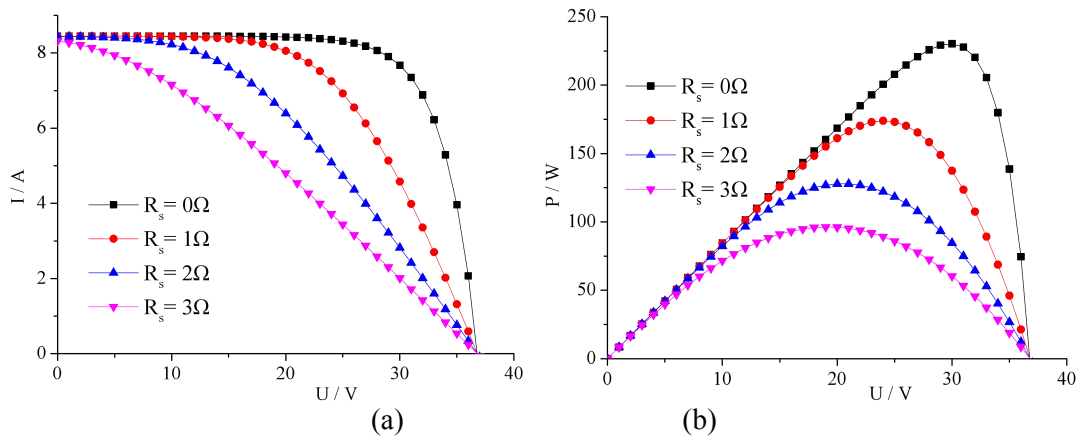 8
6
4
2
0
I / A
R_s = 0Ω
R_s = 1Ω
R_s = 2Ω
R_s = 3Ω
0 10 20 30 40
U / V
(a)
250
200
150
100
50
0
P / W
R_s = 0Ω
R_s = 1Ω
R_s = 2Ω
R_s = 3Ω
0 10 20 30 40
U / V
(b)